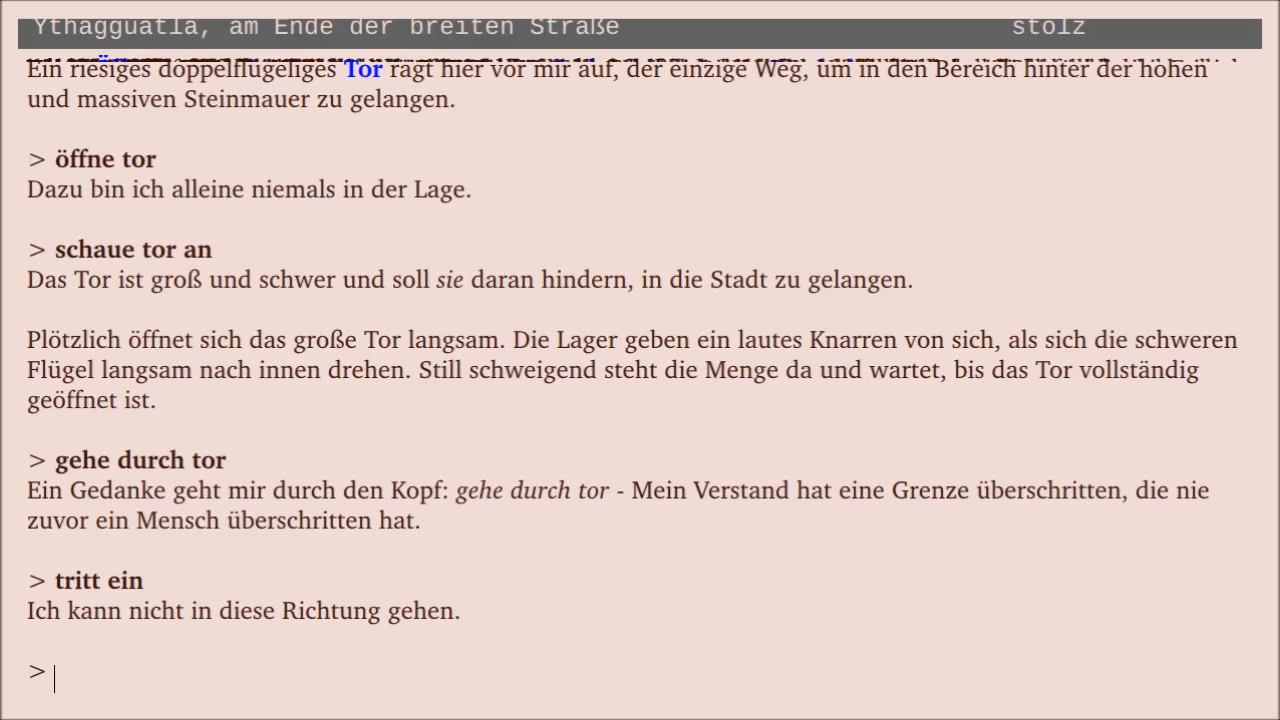 Ythagguatla, am Ende der breiten Straße stolz
Ein riesiges doppelflügeliges Tor ragt hier vor mir auf, der einzige Weg, um in den Bereich hinter der hohen
und massiven Steinmauer zu gelangen.
> öffne tor
Dazu bin ich alleine niemals in der Lage.
> schaue tor an
Das Tor ist groß und schwer und soll sie daran hindern, in die Stadt zu gelangen.
Plötzlich öffnet sich das große Tor langsam. Die Lager geben ein lautes Knarren von sich, als sich die schweren
Flügel langsam nach innen drehen. Still schweigend steht die Menge da und wartet, bis das Tor vollständig
geöffnet ist.
> gehe durch tor
Ein Gedanke geht mir durch den Kopf: gehe durch tor - Mein Verstand hat eine Grenze überschritten, die nie
zuvor ein Mensch überschritten hat.
> tritt ein
Ich kann nicht in diese Richtung gehen.
>